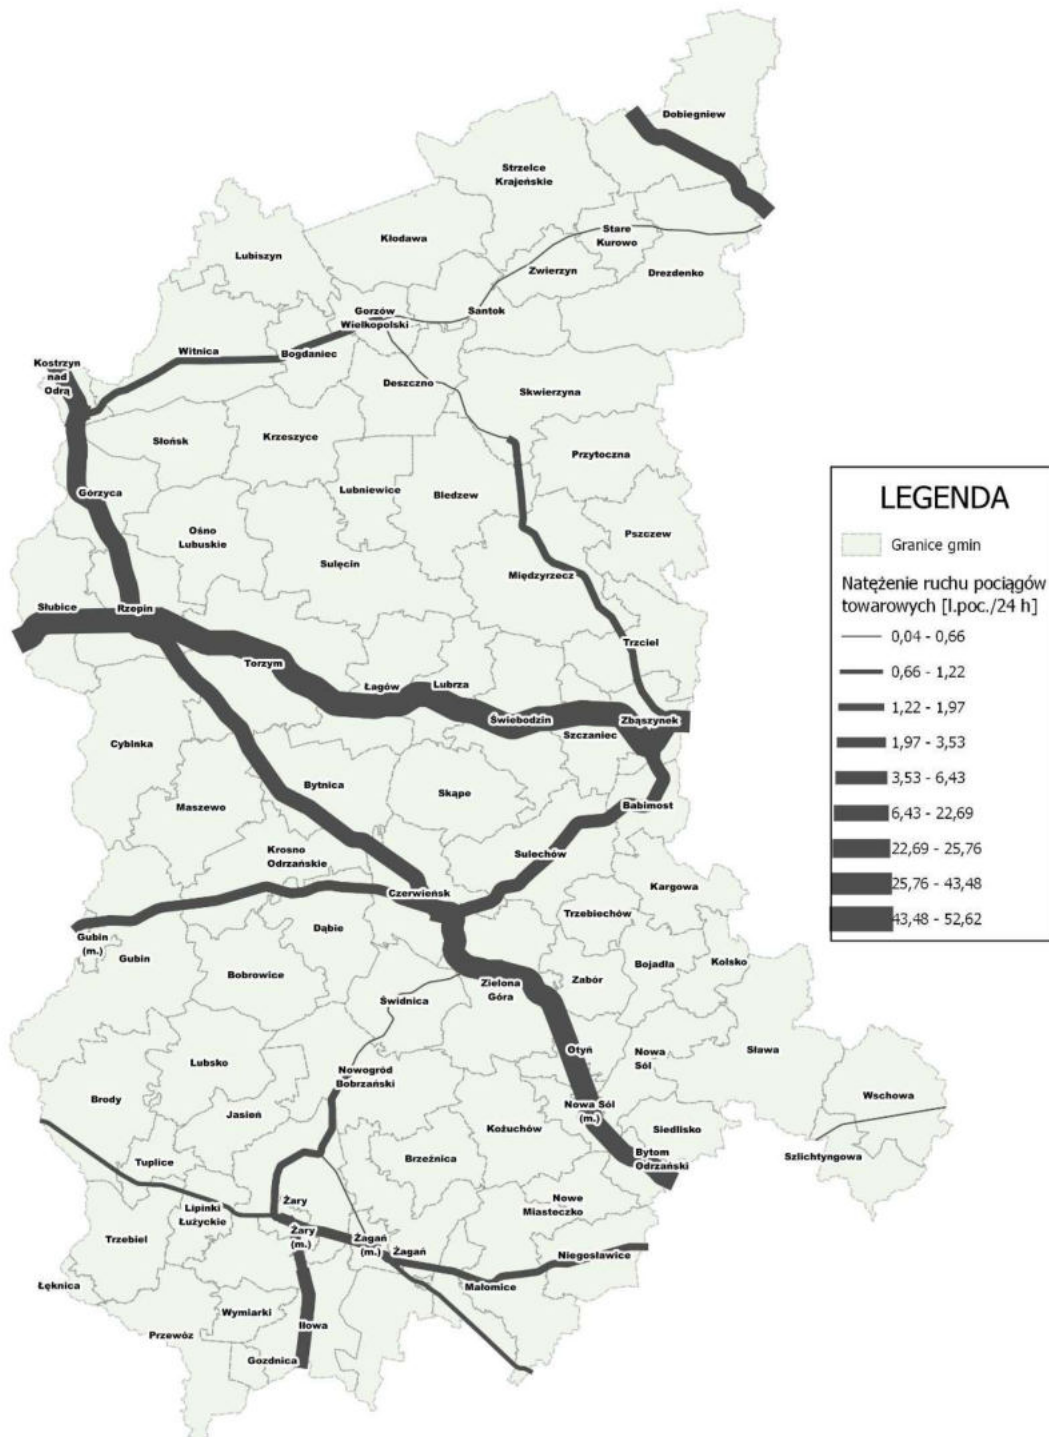 Dobiegniew
Strzelce
Krajeńskie
Stare
Kurowo
Kłodawa
Lubiszyn
Zwierzyn
Drezdenko
Gorzów
Wielkopolski
Santok
Witnica
Bogdaniec
Kostrzyn
nad
Odrą
Deszczno
Skwierzyna
Słońsk
Krzeszyce
Przytoczna
Lubniewice
Bledzew
Górzyca
Ośno
Lubuskie
Pszczew
Sulęcin
Międzyrzecz
Słubice
Rzepin
Trzciel
Torzym
Łagów
Lubrza
Świebodzin
Zbąszynek
Szczaniec
Cybinka
Bytnica
Skąpe
Maszewo
Babimost
Krosno
Odrzańskie
Sulechów
Czerwieńsk
Kargowa
Trzebiechów
Dąbie
Gubin
(m.)
Gubin
Bobrowice
Zielona
Góra
Zabór
Bojadła
Kolsko
Świdnica
Otyń
Nowa
Sól
Sława
Lubsko
Nowogród
Bobrzański
Brody
Jasień
Wschowa
Nowa Sól
(m.)
Kożuchów
Siedlisko
Szlichtyngowa
Bytom
Odrzański
Tuplice
Brzeźnica
Lipinki
Łużyckie
Żary
Nowe
Miasteczko
Żary
(m.)
Żagań
(m.)
Żagań
Trzebiel
Niegosławice
Małomice
Łęknica
Wymiarki
Iłowa
Przewóz
Gozdnica
LEGENDA
Granice gmin
Natężenie ruchu pociągów
towarowych [l.poc./24 h]
0,04 - 0,66
0,66 - 1,22
1,22 - 1,97
1,97 - 3,53
3,53 - 6,43
6,43 - 22,69
22,69 - 25,76
25,76 - 43,48
43,48 - 52,62